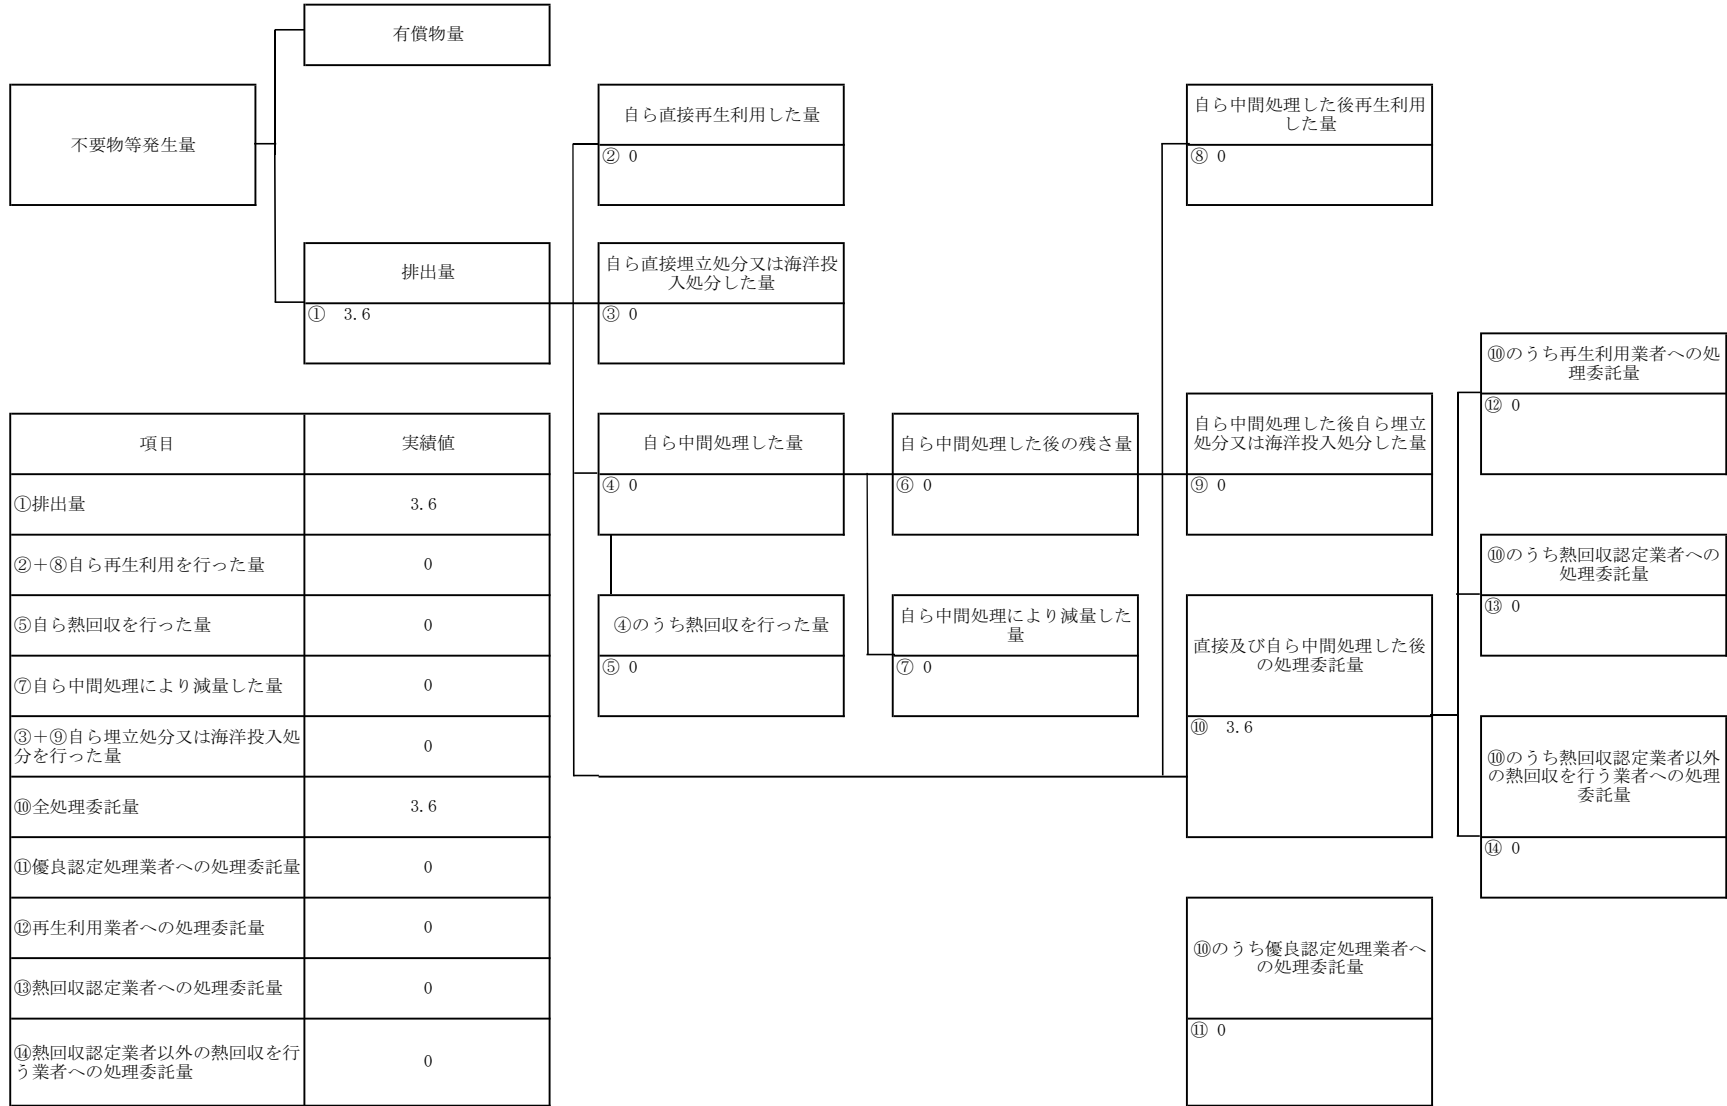 有償物量
不要物等発生量
自ら直接再生利用した量
② 0
自ら中間処理した後再生利用
した量
⑧ 0
排出量
① 3.6
自ら直接埋立処分又は海洋投
入処分した量
③ 0
⑩のうち再生利用業者への処
理委託量
⑫ 0
自ら中間処理した量
④ 0
自ら中間処理した後の残さ量
⑥ 0
自ら中間処理した後自ら埋立
処分又は海洋投入処分した量
⑨ 0
⑩のうち熱回収認定業者への
処理委託量
⑬ 0
④のうち熱回収を行った量
⑤ 0
自ら中間処理により減量した
量
⑦ 0
直接及び自ら中間処理した後
の処理委託量
⑩ 3.6
⑩のうち熱回収認定業者以外
の熱回収を行う業者への処理
委託量
⑭ 0
⑩のうち優良認定処理業者へ
の処理委託量
⑪ 0
項目 実績値
①排出量 3.6
②＋⑧自ら再生利用を行った量 0
⑤自ら熱回収を行った量 0
⑦自ら中間処理により減量した量 0
③＋⑨自ら埋立処分又は海洋投入処
分を行った量 0
⑩全処理委託量 3.6
⑪優良認定処理業者への処理委託量 0
⑫再生利用業者への処理委託量 0
⑬熱回収認定業者への処理委託量 0
⑭熱回収認定業者以外の熱回収を行
う業者への処理委託量 0